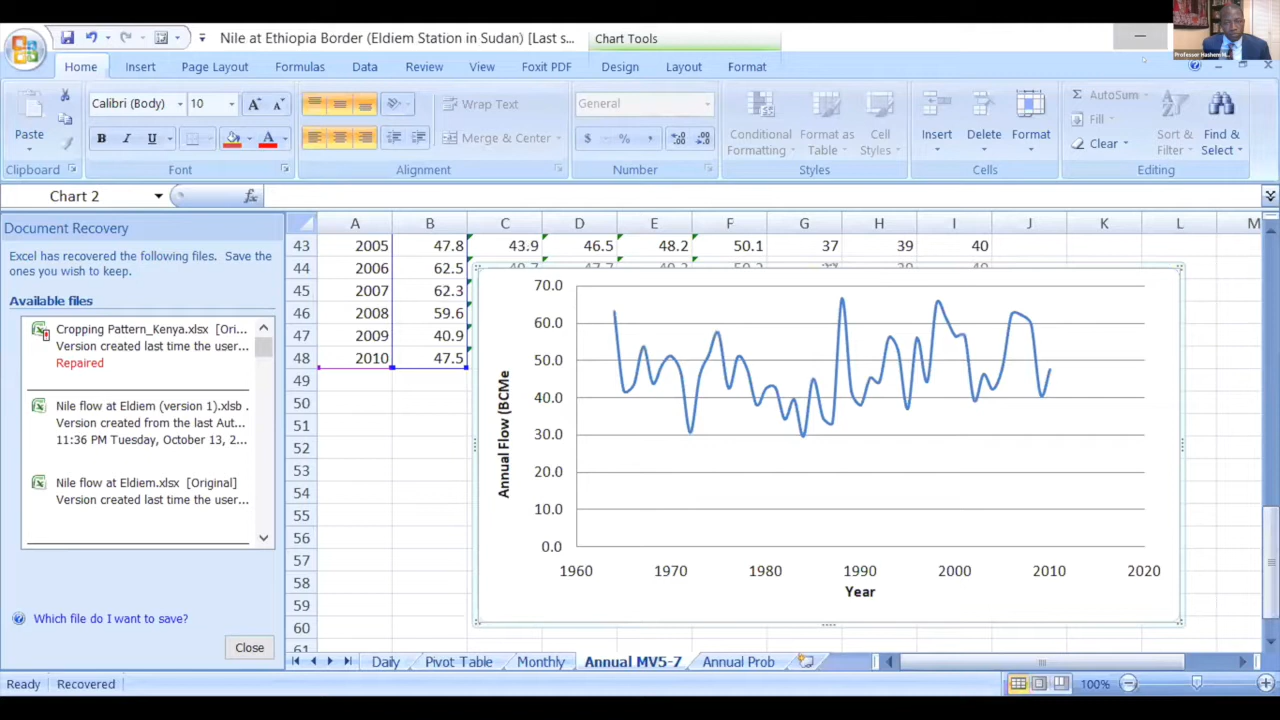 Nile at Ethiopia Border (Eldiem Station in Sudan) [Last s...
Chart Tools
Home Insert Page Layout Formulas Data Review View Foxit PDF Design Layout Format
Calibri (Body) 10
Wrap Text
General
AutoSum
Fill
Clear
Paste
B I U
Merge & Center
$ % ,
Conditional Formatting
Format as Table
Cell Styles
Insert Delete Format
Sort & Filter
Find & Select
Clipboard Font Alignment Number Styles Cells Editing
Chart 2
fx
Document Recovery
Excel has recovered the following files. Save the
ones you wish to keep.
Available files
Cropping Pattern_Kenya.xlsx [Ori...
Version created last time the user...
Repaired
Nile flow at Eldiem (version 1).xlsb .
Version created from the last Aut...
11:36 PM Tuesday, October 13, 2...
Nile flow at Eldiem.xlsx [Original]
Version created last time the user...
Which file do I want to save?
Close
A B C D E F G H I J K L M
43 2005 47.8 43.9 46.5 48.2 50.1 37 39 40
44 2006 62.5
45 2007 62.3
46 2008 59.6
47 2009 40.9
48 2010 47.5
49
50
51
52
53
54
55
56
57
58
59
60
61
70.0
60.0
50.0
40.0
30.0
20.0
10.0
0.0
Annual Flow (BCMe
1960 1970 1980 1990 2000 2010 2020
Year
Daily Pivot Table Monthly Annual MV5-7 Annual Prob
Ready Recovered 100%